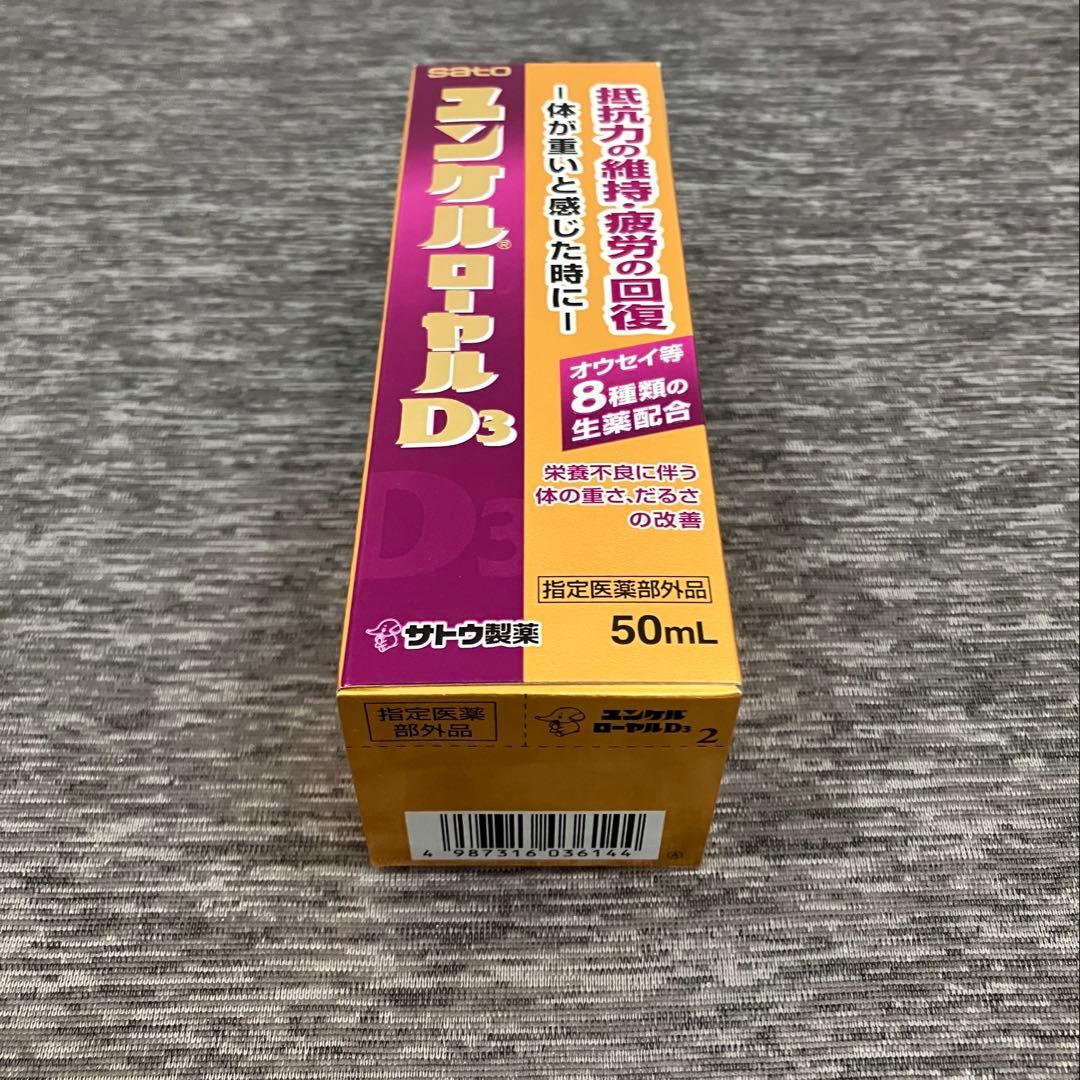 sato
ユンケル®ローヤルD3
抵抗力の維持・疲労の回復
－体が重いと感じた時に－
オウセイ等
8種類の
生薬配合
栄養不良に伴う
体の重さ、だるさ
の改善
D3
指定医薬部外品
サトウ製薬
50mL
指定医薬
部外品
ユンケル
ローヤルD3
2
4 987316 036144